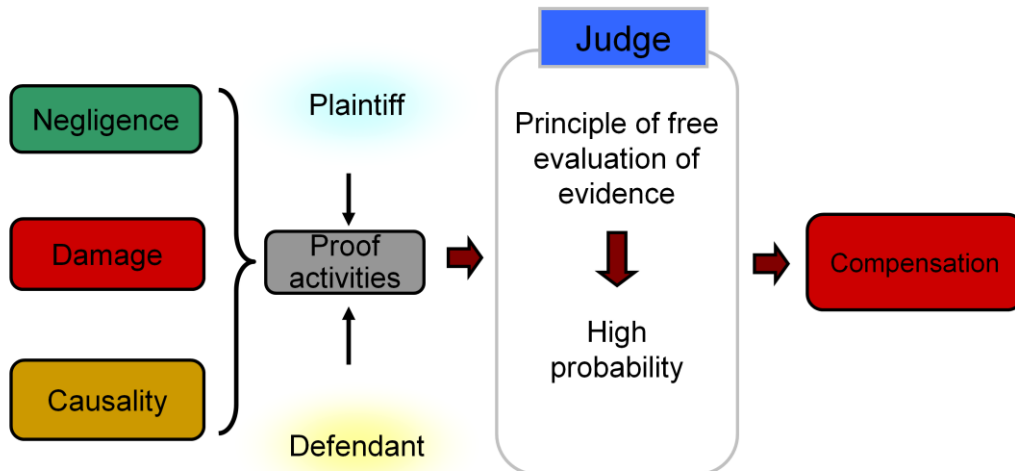 Negligence
Damage
Causality
Plaintiff
Proof
activities
Defendant
Judge
Principle of free
evaluation of
evidence
High
probability
Compensation